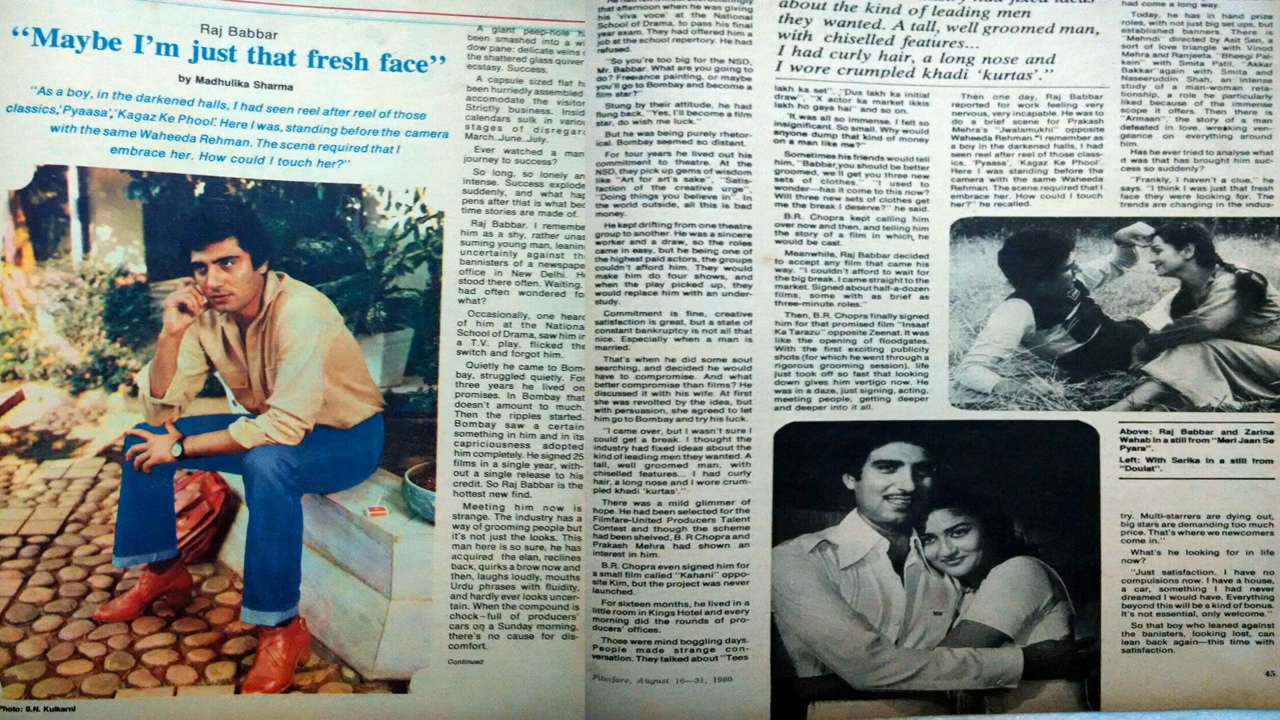 Raj Babbar
“Maybe I’m just that fresh face”
by Madhulika Sharma
“As a boy, in the darkened halls, I had seen reel after reel of those
classics,‘Pyaasa’,‘Kagaz Ke Phool’. Here I was, standing before the camera
with the same Waheeda Rehman. The scene required that I
embrace her. How could I touch her?”
Photo: S.N. Kulkarni
A giant peep-hole
been smashed into a
dow pane: delicate veins
the shattered glass quiver
ecstasy. Success.
A capsule sized flat
been hurriedly assembled
accomodate the visitor
Strictly business. Inside
calendars sulk in various
stages of disregard
March..June..July.
Ever watched a man
journey to success?
So long, so lonely an
intense. Success explode
suddenly, and what hap
pens after that is what bed
time stories are made of.
Raj Babbar. I remember
him as a shy, rather unas
suming young man, leaning
uncertainly against the
bannisters of a newspape
office in New Delhi. He
stood there often. Waiting.
I had often wondered for
what?
Occasionally, one heard
of him at the National
School of Drama, saw him in
a T.V. play, flicked the
switch and forgot him.
Quietly he came to Bom-
bay, struggled quietly. For
three years he lived on
promises. In Bombay that
doesn’t amount to much.
Then the ripples started.
Bombay saw a certain
something in him and in its
capriciousness adopted
him completely. He signed 25
films in a single year, with-
out a single release to his
credit. So Raj Babbar is the
hottest new find.
Meeting him now is
strange. The industry has a
way of grooming people but
it’s not just the looks. This
man here is so sure, he has
acquired the elan, reclines
back, quirks a brow now and
then, laughs loudly, mouths
Urdu phrases with fluidity,
and hardly ever looks uncer-
tain. When the compound is
chock-full of producers’
cars on a Sunday morning,
there’s no cause for dis-
comfort.
Continued
that afternoon when he was giving
his ‘viva voce’ at the National
School of Drama, to pass his final
year exam. They had offered him a
job at the school repertory. He had
refused.
“So you’re too big for the NSD,
Mr. Babbar. What are you going to
do? Freelance painting, or maybe
you’ll go to Bombay and become a
film star?”
Stung by their attitude, he had
flung back, “Yes, I’ll become a film
star, do wish me luck.”
But he was being purely rhetor-
ical. Bombay seemed so distant.
For four years he lived out his
commitment to theatre. At the
NSD, they pick up gems of wisdom
like “Art for art’s sake”, “Satis-
faction of the creative urge”,
“Doing things you believe in”. In
the world outside, all this is bad
money.
He kept drifting from one theatre
group to another. He was a sincere
worker and a draw, so the roles
came in easy, but he being one of
the highest paid actors, the groups
couldn’t afford him. They would
make him do four shows, and
when the play picked up, they
would replace him with an under-
study.
Commitment is fine, creative
satisfaction is great, but a state of
constant bankruptcy is not all that
nice. Especially when a man is
married.
That’s when he did some soul
searching, and decided he would
have to compromise. And what
better compromise than films? He
discussed it with his wife. At first
she was revolted by the idea, but
with persuasion, she agreed to let
him go to Bombay and try his luck.
“I came over, but I wasn’t sure I
could get a break. I thought the
industry had fixed ideas about the
kind of leading men they wanted. A
tall, well groomed man, with
chiselled features... I had curly
hair, a long nose and I wore crum-
pled khadi ‘kurtas’.”
There was a mild glimmer of
hope. He had been selected for the
Filmfare-United Producers Talent
Contest and though the scheme
had been shelved, B. R Chopra and
Prakash Mehra had shown an
interest in him.
B.R. Chopra even signed him for
a small film called “Kahani” oppo-
site Kim, but the project was never
launched.
For sixteen months, he lived in a
little room in Kings Hotel and every
morning did the rounds of pro-
ducers’ offices.
Those were mind boggling days.
People made strange con-
versation. They talked about “Tees
Filmfare, August 16—31, 1980
about the kind of leading men
they wanted. A tall, well groomed man,
with chiselled features...
I had curly hair, a long nose and
I wore crumpled khadi ‘kurtas’.”
lakh ka set”, “Dus lakh ka initial
draw”, “X actor ka market ikkis
lakh ho gaya hai” and so on.
“It was all so immense. I felt
insignificant. So small. Why would
anyone dump that kind of money
on a man like me?”
Sometimes his friends would tell
him, “Babbar you should be better
groomed, we’ll get you three new
sets of clothes.” “I used to
wonder—has it come to this now?
Will three new sets of clothes get
me the break I deserve?” he said.
B.R. Chopra kept calling him
over now and then, and telling him
the story of a film in which, he
would be cast.
Meanwhile, Raj Babbar decided
to accept any film that came his
way. “I couldn’t afford to wait for
the big break. I came straight to the
market. Signed about half-a-dozen
films, some with as brief as
three-minute roles.”
Then, B.R. Chopra finally signed
him for that promised film “Insaaf
Ka Tarazu” opposite Zeenat. It was
like the opening of floodgates.
With the first exciting publicity
shots (for which he went through a
rigorous grooming session), life
just took off so fast that looking
down gives him vertigo now. He
was in a daze, just signing, acting,
meeting people, getting deeper
and deeper into it all.
Then one day, Raj Babbar
reported for work feeling very
nervous, very incapable. He was to
do a brief scene for Prakash
Mehra’s “Jwalamukhi” opposite
Waheeda Rehman. “I remember as
a boy in the darkened halls, I had
seen reel after reel of those class-
ics, ‘Pyaasa’, ‘Kagaz Ke Phool’.
Here I was standing before the
camera with the same Waheeda
Rehman. The scene required that I
embrace her. How could I touch
her?” he recalled.
had come a long way.
Today, he has in hand prize
roles, with not just big set ups, but
established banners. There is
“Mehndi” directed by Asit Sen, a
sort of love triangle with Vinod
Mehra and Ranjeeta. “Bheegi Pal-
kein” with Smita Patil, “Akkar
Bakkar” again with Smita and
Naseeruddin Shah, an intense
study of a man-woman rela-
tionship, a role he particularly
liked because of the immense
scope it offers. Then there is
“Armaan”, the story of a man
defeated in love, wreaking ven-
geance on everything around
him.
Has he ever tried to analyse what
it was that has brought him suc-
cess so suddenly?
“Frankly, I haven’t a clue,” he
says. “I think I was just that fresh
face they were looking for. The
trends are changing in the indus-
Above: Raj Babbar and Zarina
Wahab in a still from “Meri Jaan Se
Pyara”.
Left: With Sarika in a still from
“Doulat”.
try. Multi-starrers are dying out,
big stars are demanding too much
price. That’s where we newcomers
come in.”
What’s he looking for in life
now?
“Just satisfaction. I have no
compulsions now. I have a house,
a car, something I had never
dreamed I would have. Everything
beyond this will be a kind of bonus.
It’s not essential, only welcome.”
So that boy who leaned against
the banisters, looking lost, can
lean back again—this time with
satisfaction.
45